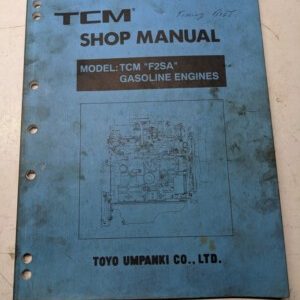 TCM
SHOP MANUAL
MODEL: TCM "F2SA"
GASOLINE ENGINES
TOYO UMPANKI CO., LTD.